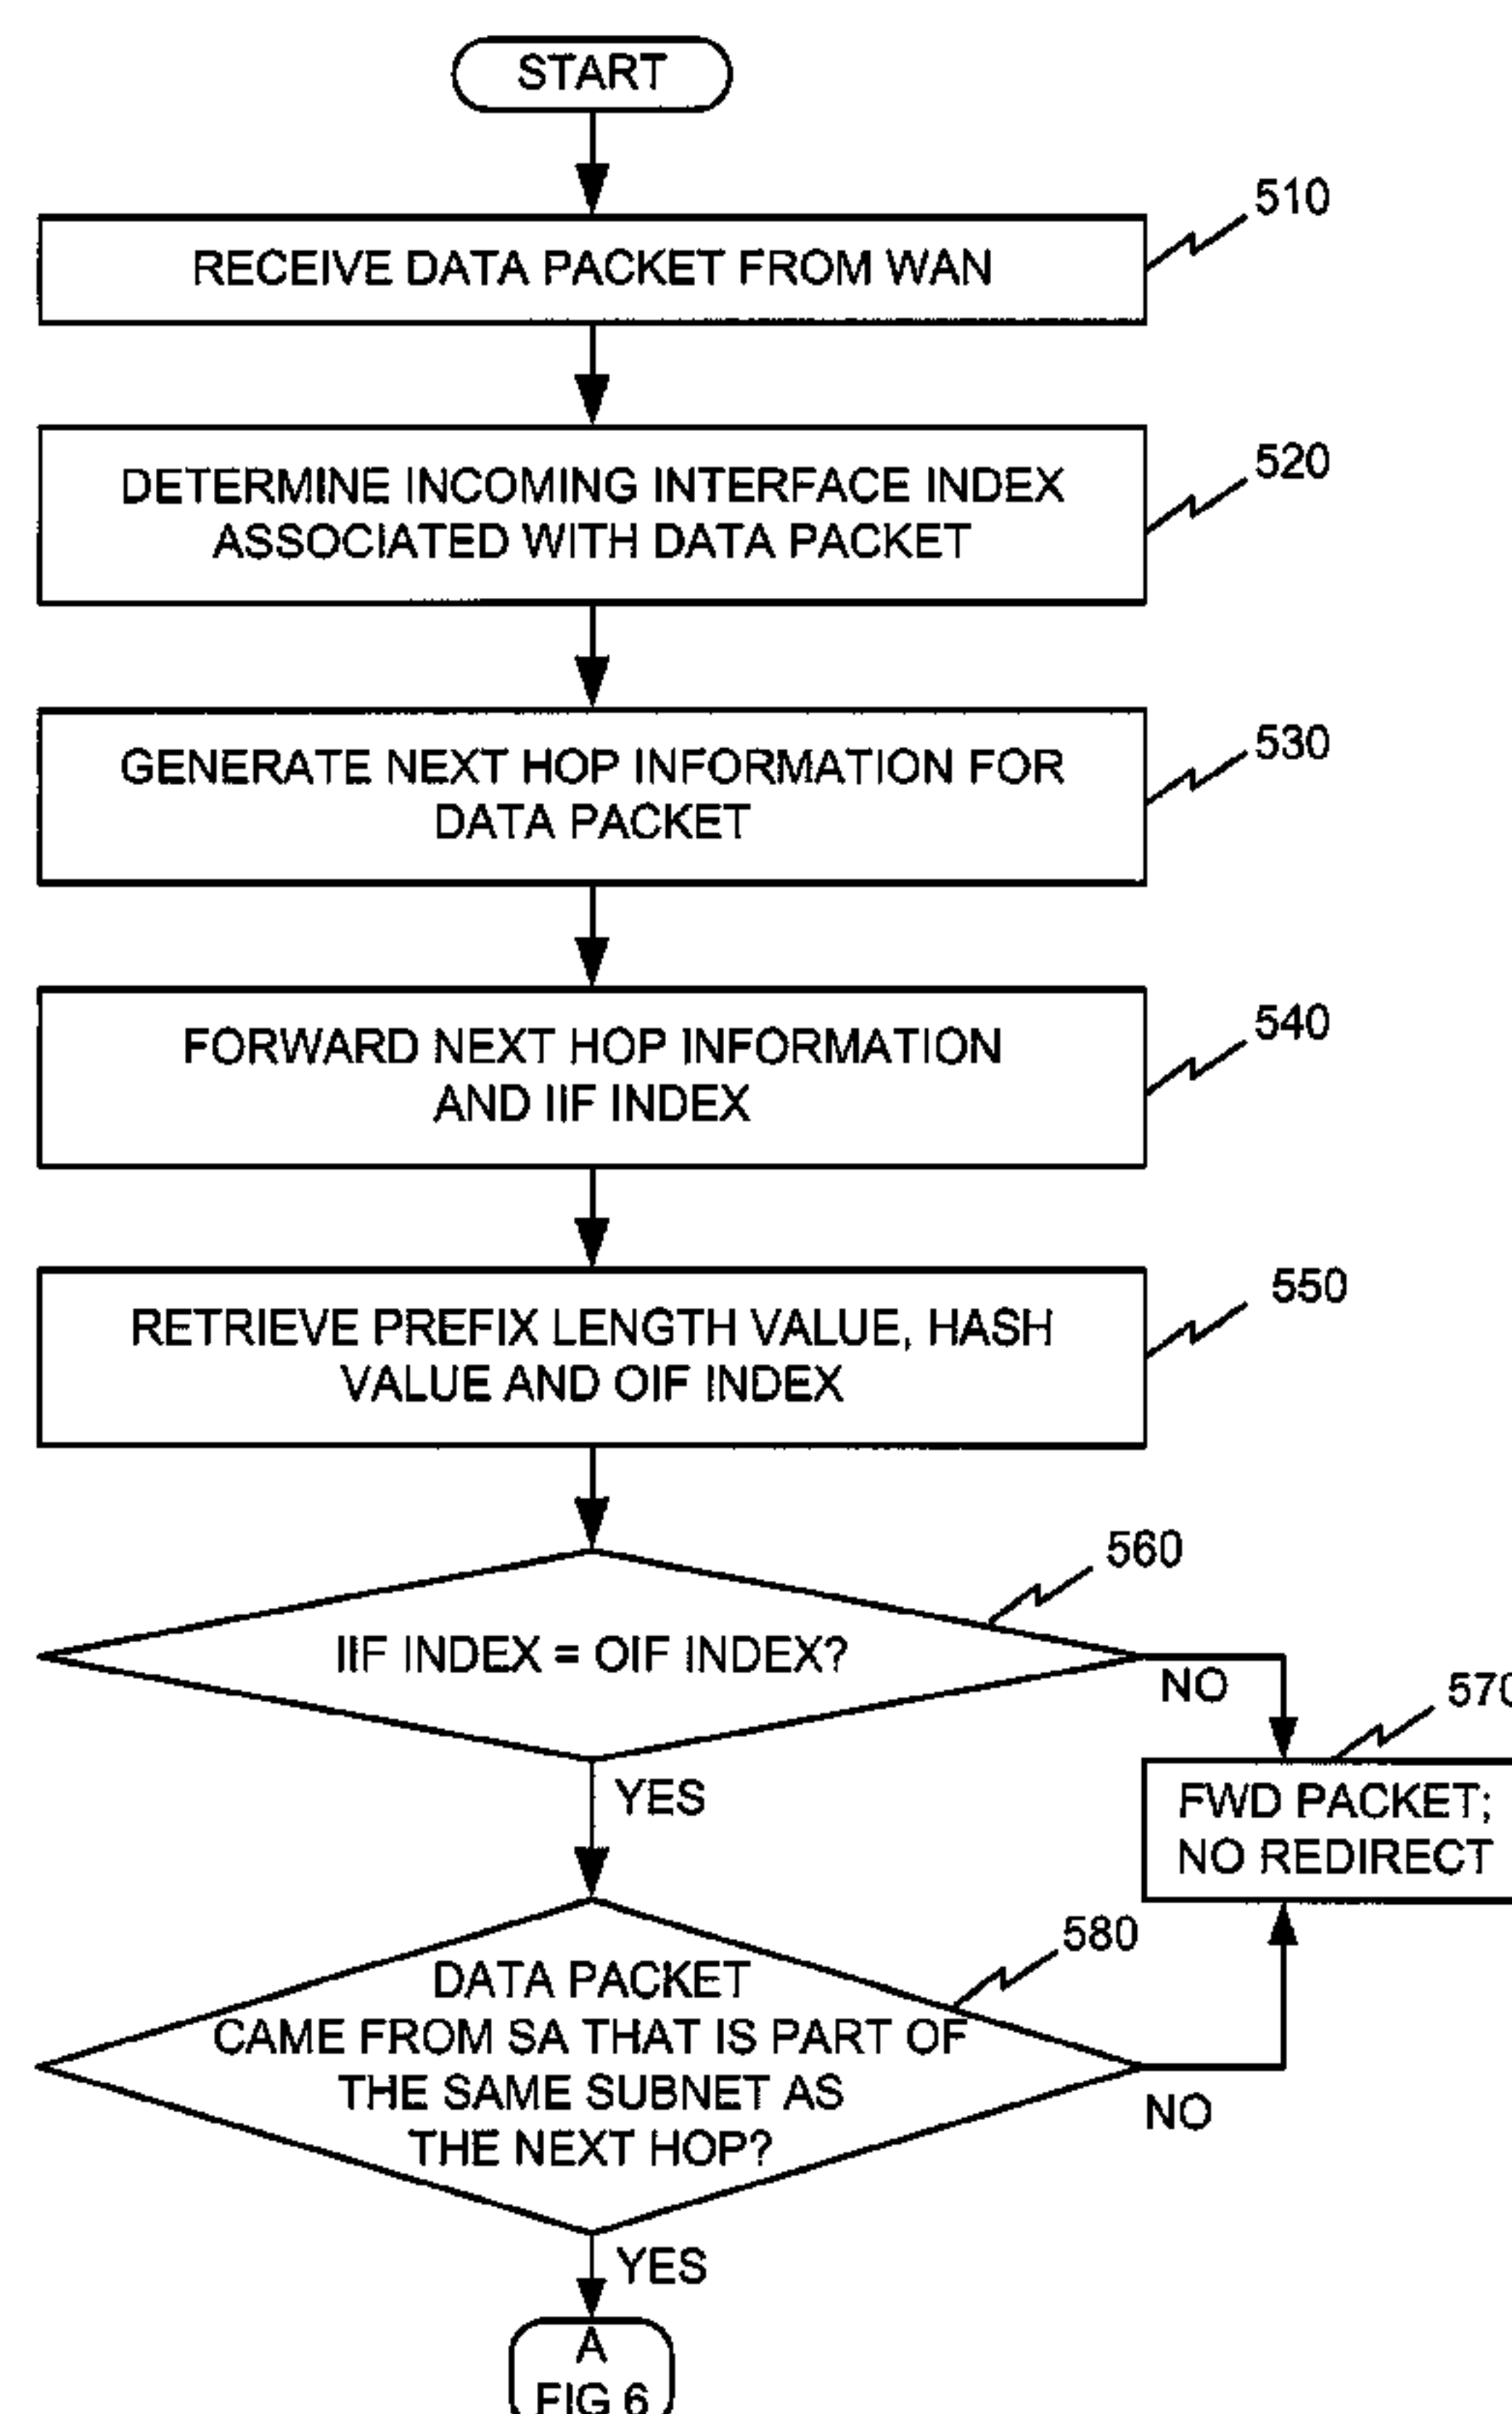 START
510
RECEIVE DATA PACKET FROM WAN
520
DETERMINE INCOMING INTERFACE INDEX
ASSOCIATED WITH DATA PACKET
530
GENERATE NEXT HOP INFORMATION FOR
DATA PACKET
540
FORWARD NEXT HOP INFORMATION
AND IIF INDEX
550
RETRIEVE PREFIX LENGTH VALUE, HASH
VALUE AND OIF INDEX
560
IIF INDEX = OIF INDEX?
NO
570
YES
FWD PACKET;
NO REDIRECT
580
DATA PACKET
CAME FROM SA THAT IS PART OF
THE SAME SUBNET AS
THE NEXT HOP?
NO
YES
A
FIG 6